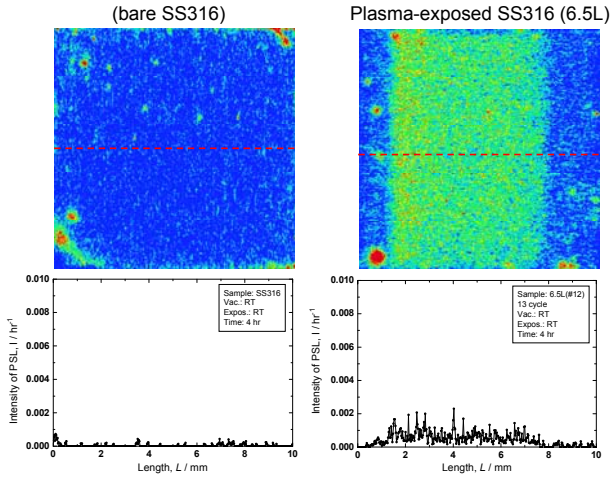 (bare SS316)
Plasma-exposed SS316 (6.5L)
0.010
0.008
0.006
0.004
0.002
0.000
Intensity of PSL, I / hr⁻¹
Sample: SS316
Vac.: RT
Expos.: RT
Time: 4 hr
0 2 4 6 8 10
Length, L / mm
0.010
0.008
0.006
0.004
0.002
0.000
Intensity of PSL, I / hr⁻¹
Sample: 6.5L(#12)
13 cycle
Vac.: RT
Expos.: RT
Time: 4 hr
0 2 4 6 8 10
Length, L / mm